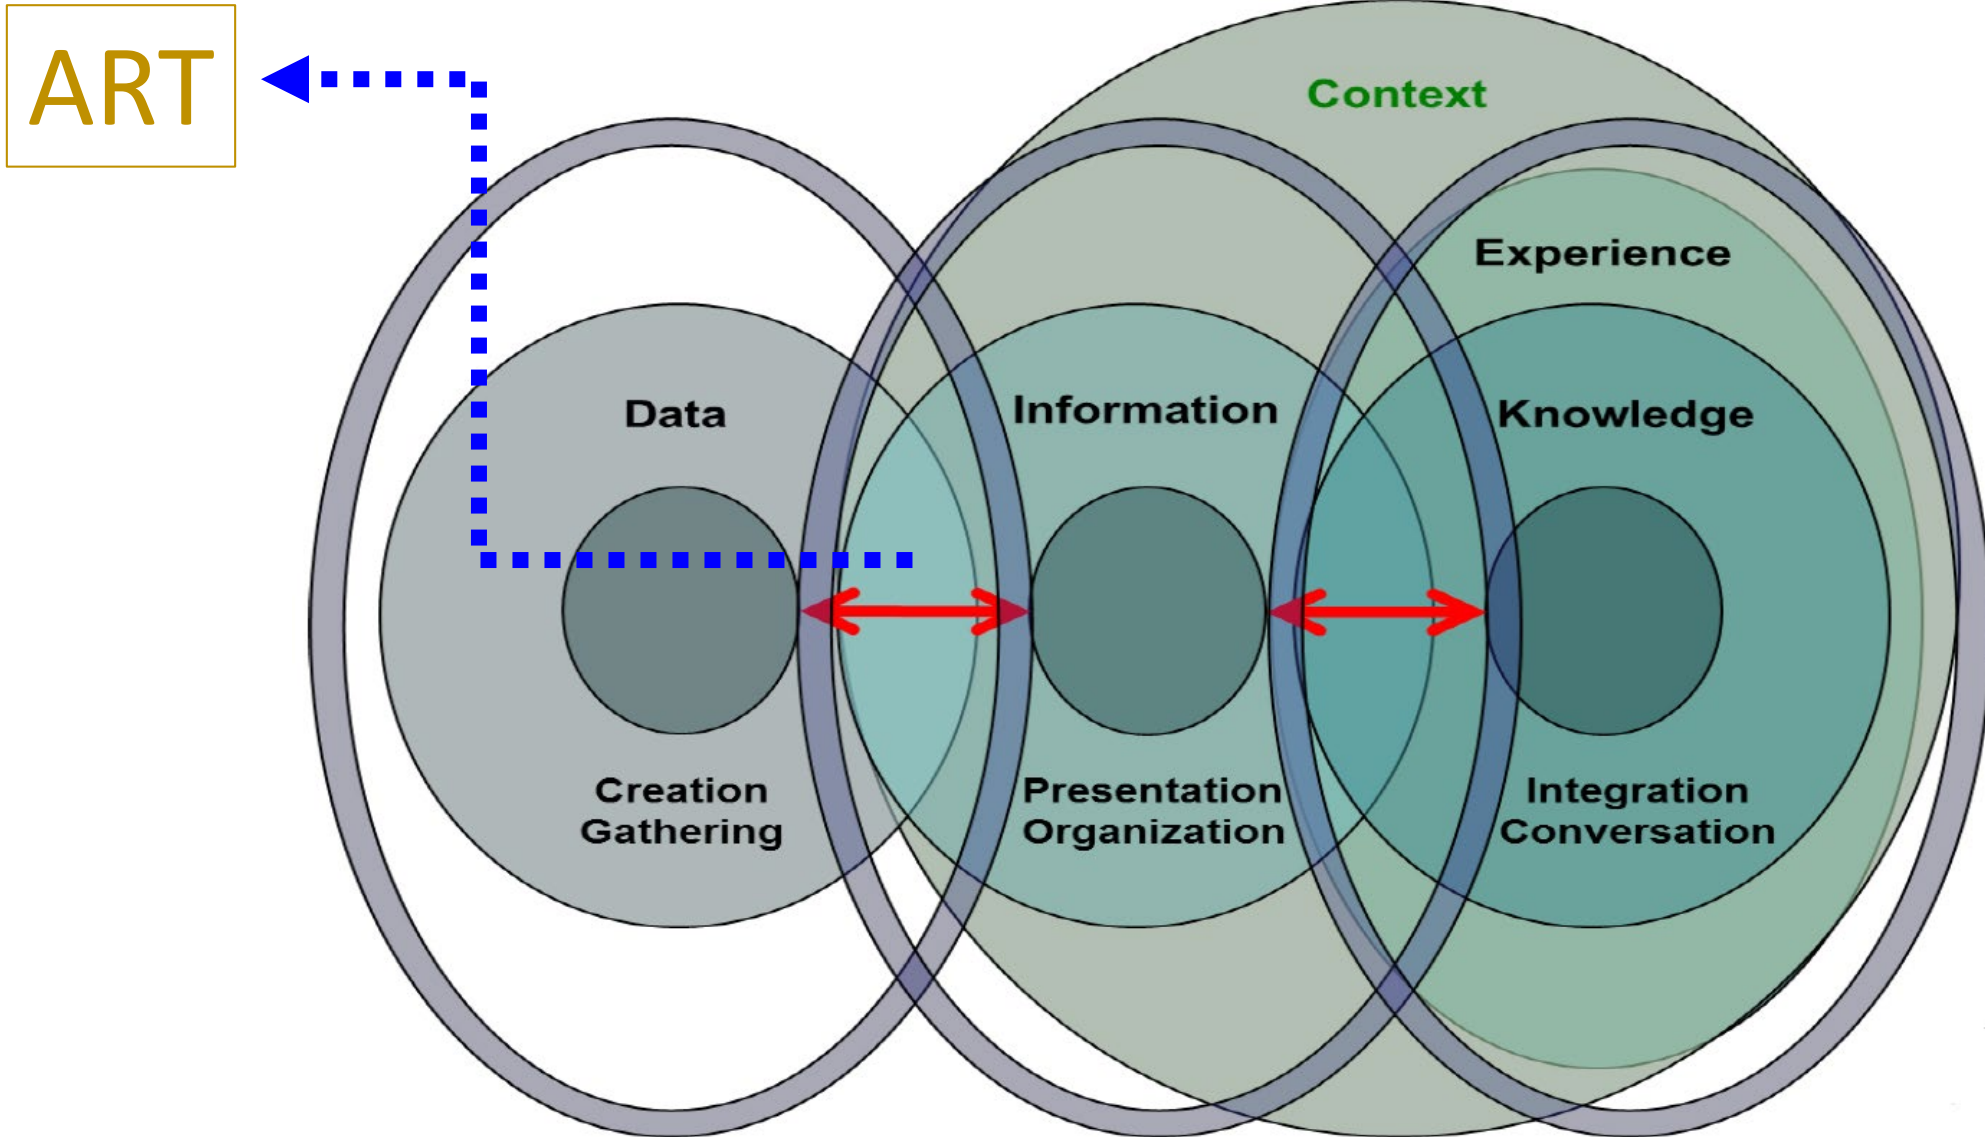 ART
Context
Experience
Data
Information
Knowledge
Creation
Gathering
Presentation
Organization
Integration
Conversation